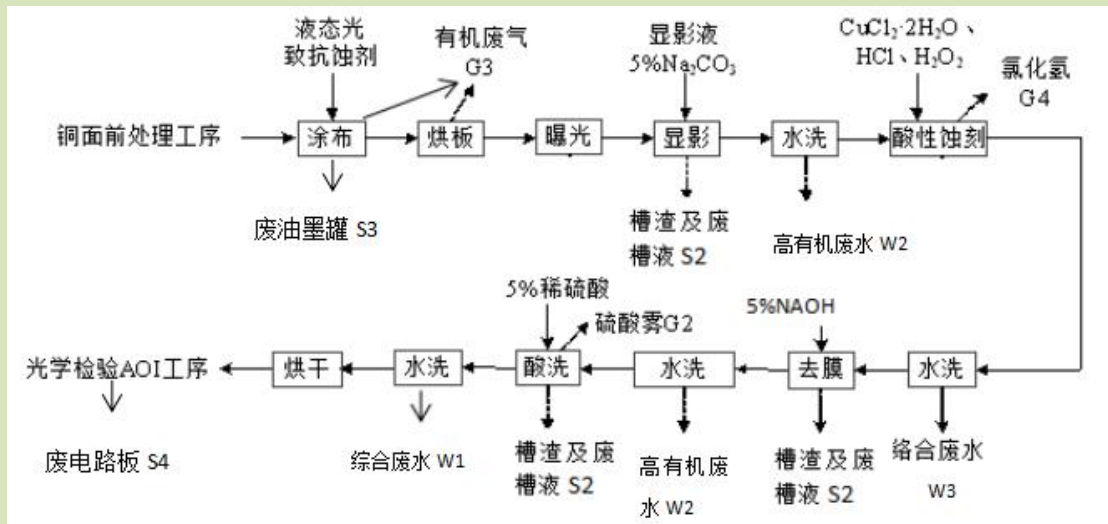 液态光
致抗蚀剂
有机废气
G3
显影液
5%Na₂CO₃
CuCl₂·2H₂O、
HCl、H₂O₂
氯化氢
G4
铜面前处理工序
涂布
烘板
曝光
显影
水洗
酸性蚀刻
废油墨罐 S3
槽渣及废
槽液 S2
高有机废水 W2
5%稀硫酸
硫酸雾G2
5%NAOH
光学检验AOI工序
烘干
水洗
酸洗
水洗
去膜
水洗
废电路板 S4
综合废水 W1
槽渣及废
槽液 S2
高有机废
水 W2
槽渣及废
槽液 S2
络合废水
W3